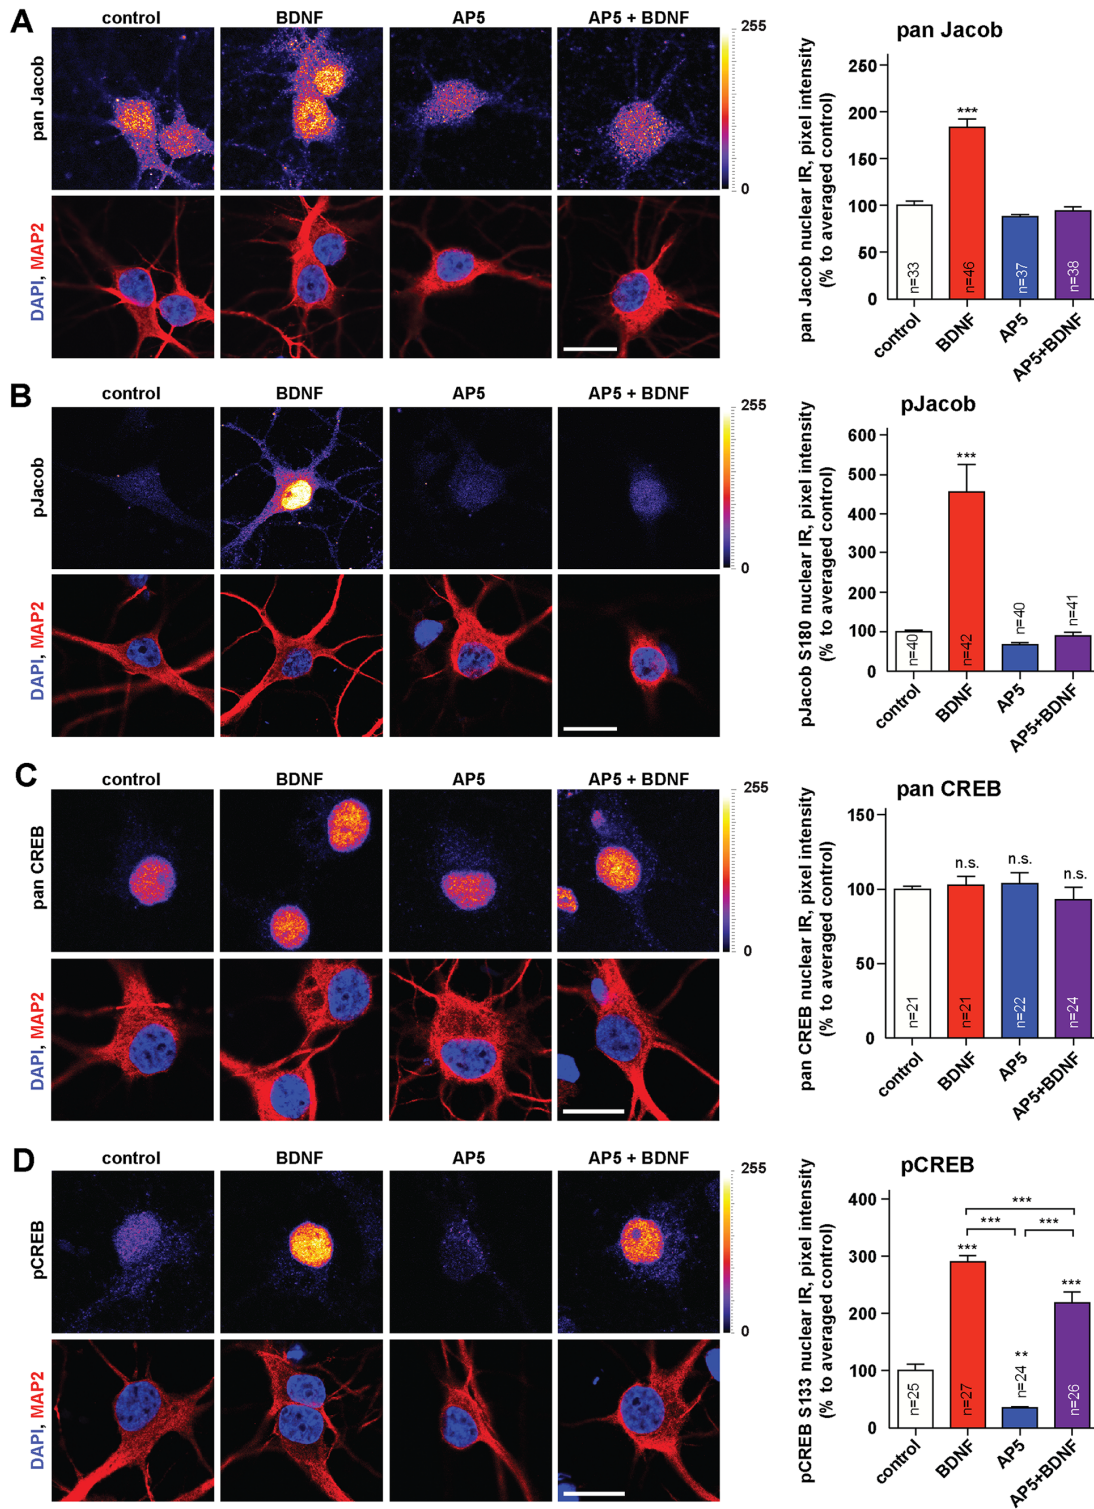 A
control
BDNF
AP5
AP5 + BDNF
pan Jacob
DAPI, MAP2
255
0
pan Jacob
pan Jacob nuclear IR, pixel intensity
(% to averaged control)
250
200
150
100
50
0
***
n=33
n=46
n=37
n=38
control
BDNF
AP5
AP5+BDNF
B
control
BDNF
AP5
AP5 + BDNF
pJacob
DAPI, MAP2
255
0
pJacob
pJacob S180 nuclear IR, pixel intensity
(% to averaged control)
600
500
400
300
200
100
0
***
n=40
n=42
n=40
n=41
control
BDNF
AP5
AP5+BDNF
C
control
BDNF
AP5
AP5 + BDNF
pan CREB
DAPI, MAP2
255
0
pan CREB
pan CREB nuclear IR, pixel intensity
(% to averaged control)
150
100
50
0
n.s.
n.s.
n.s.
n=21
n=21
n=22
n=24
control
BDNF
AP5
AP5+BDNF
D
control
BDNF
AP5
AP5 + BDNF
pCREB
DAPI, MAP2
255
0
pCREB
pCREB S133 nuclear IR, pixel intensity
(% to averaged control)
400
300
200
100
0
***
*** ***
***
**
***
n=25
n=27
n=24
n=26
control
BDNF
AP5
AP5+BDNF